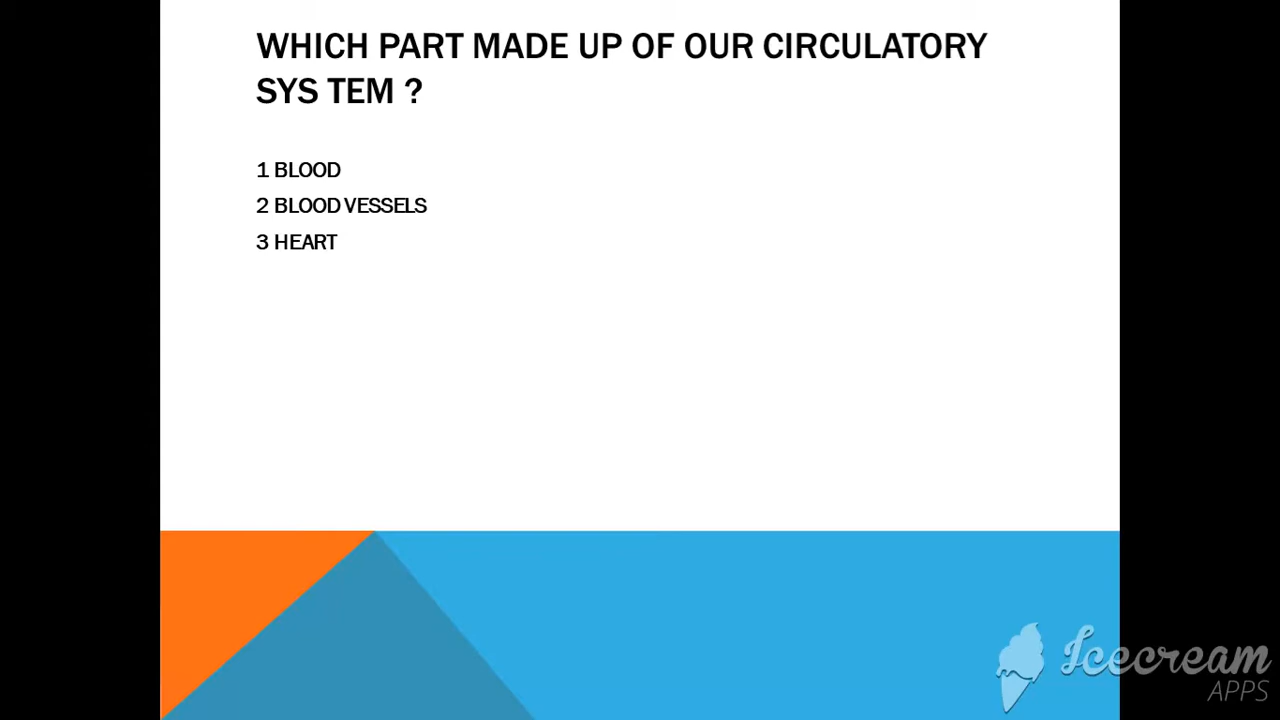 WHICH PART MADE UP OF OUR CIRCULATORY
SYS TEM ?
1 BLOOD
2 BLOOD VESSELS
3 HEART
Icecream
APPS